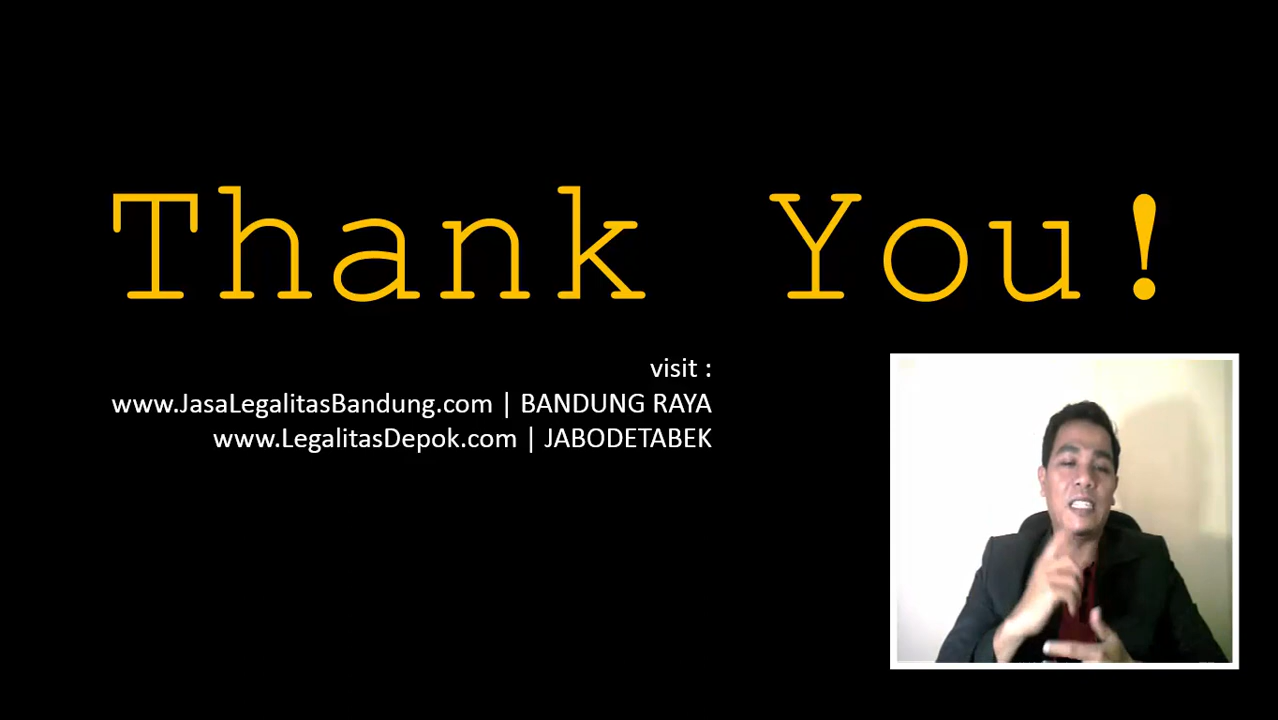 Thank You!
visit :
www.JasaLegalitasBandung.com | BANDUNG RAYA
www.LegalitasDepok.com | JABODETABEK